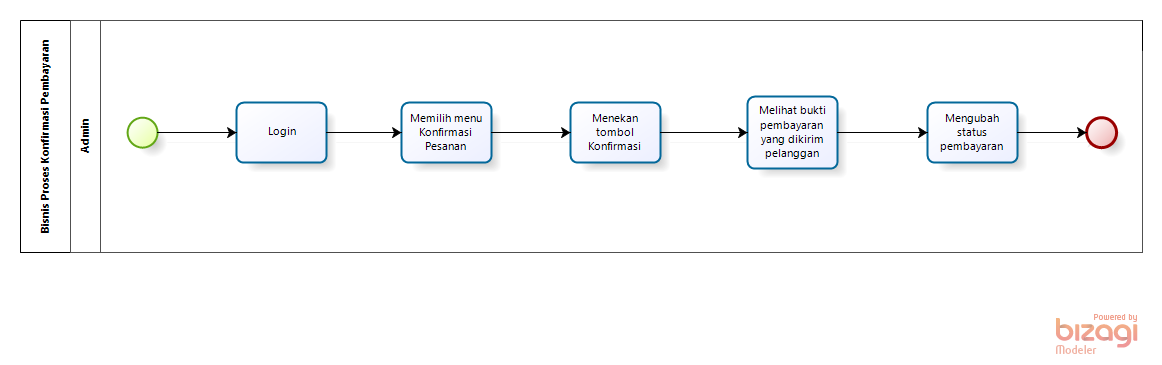 Bisnis Proses Konfirmasi Pembayaran
Admin
Login
Memilih menu
Konfirmasi
Pesanan
Menekan
tombol
Konfirmasi
Melihat bukti
pembayaran
yang dikirim
pelanggan
Mengubah
status
pembayaran
Powered by
bizagi
Modeler